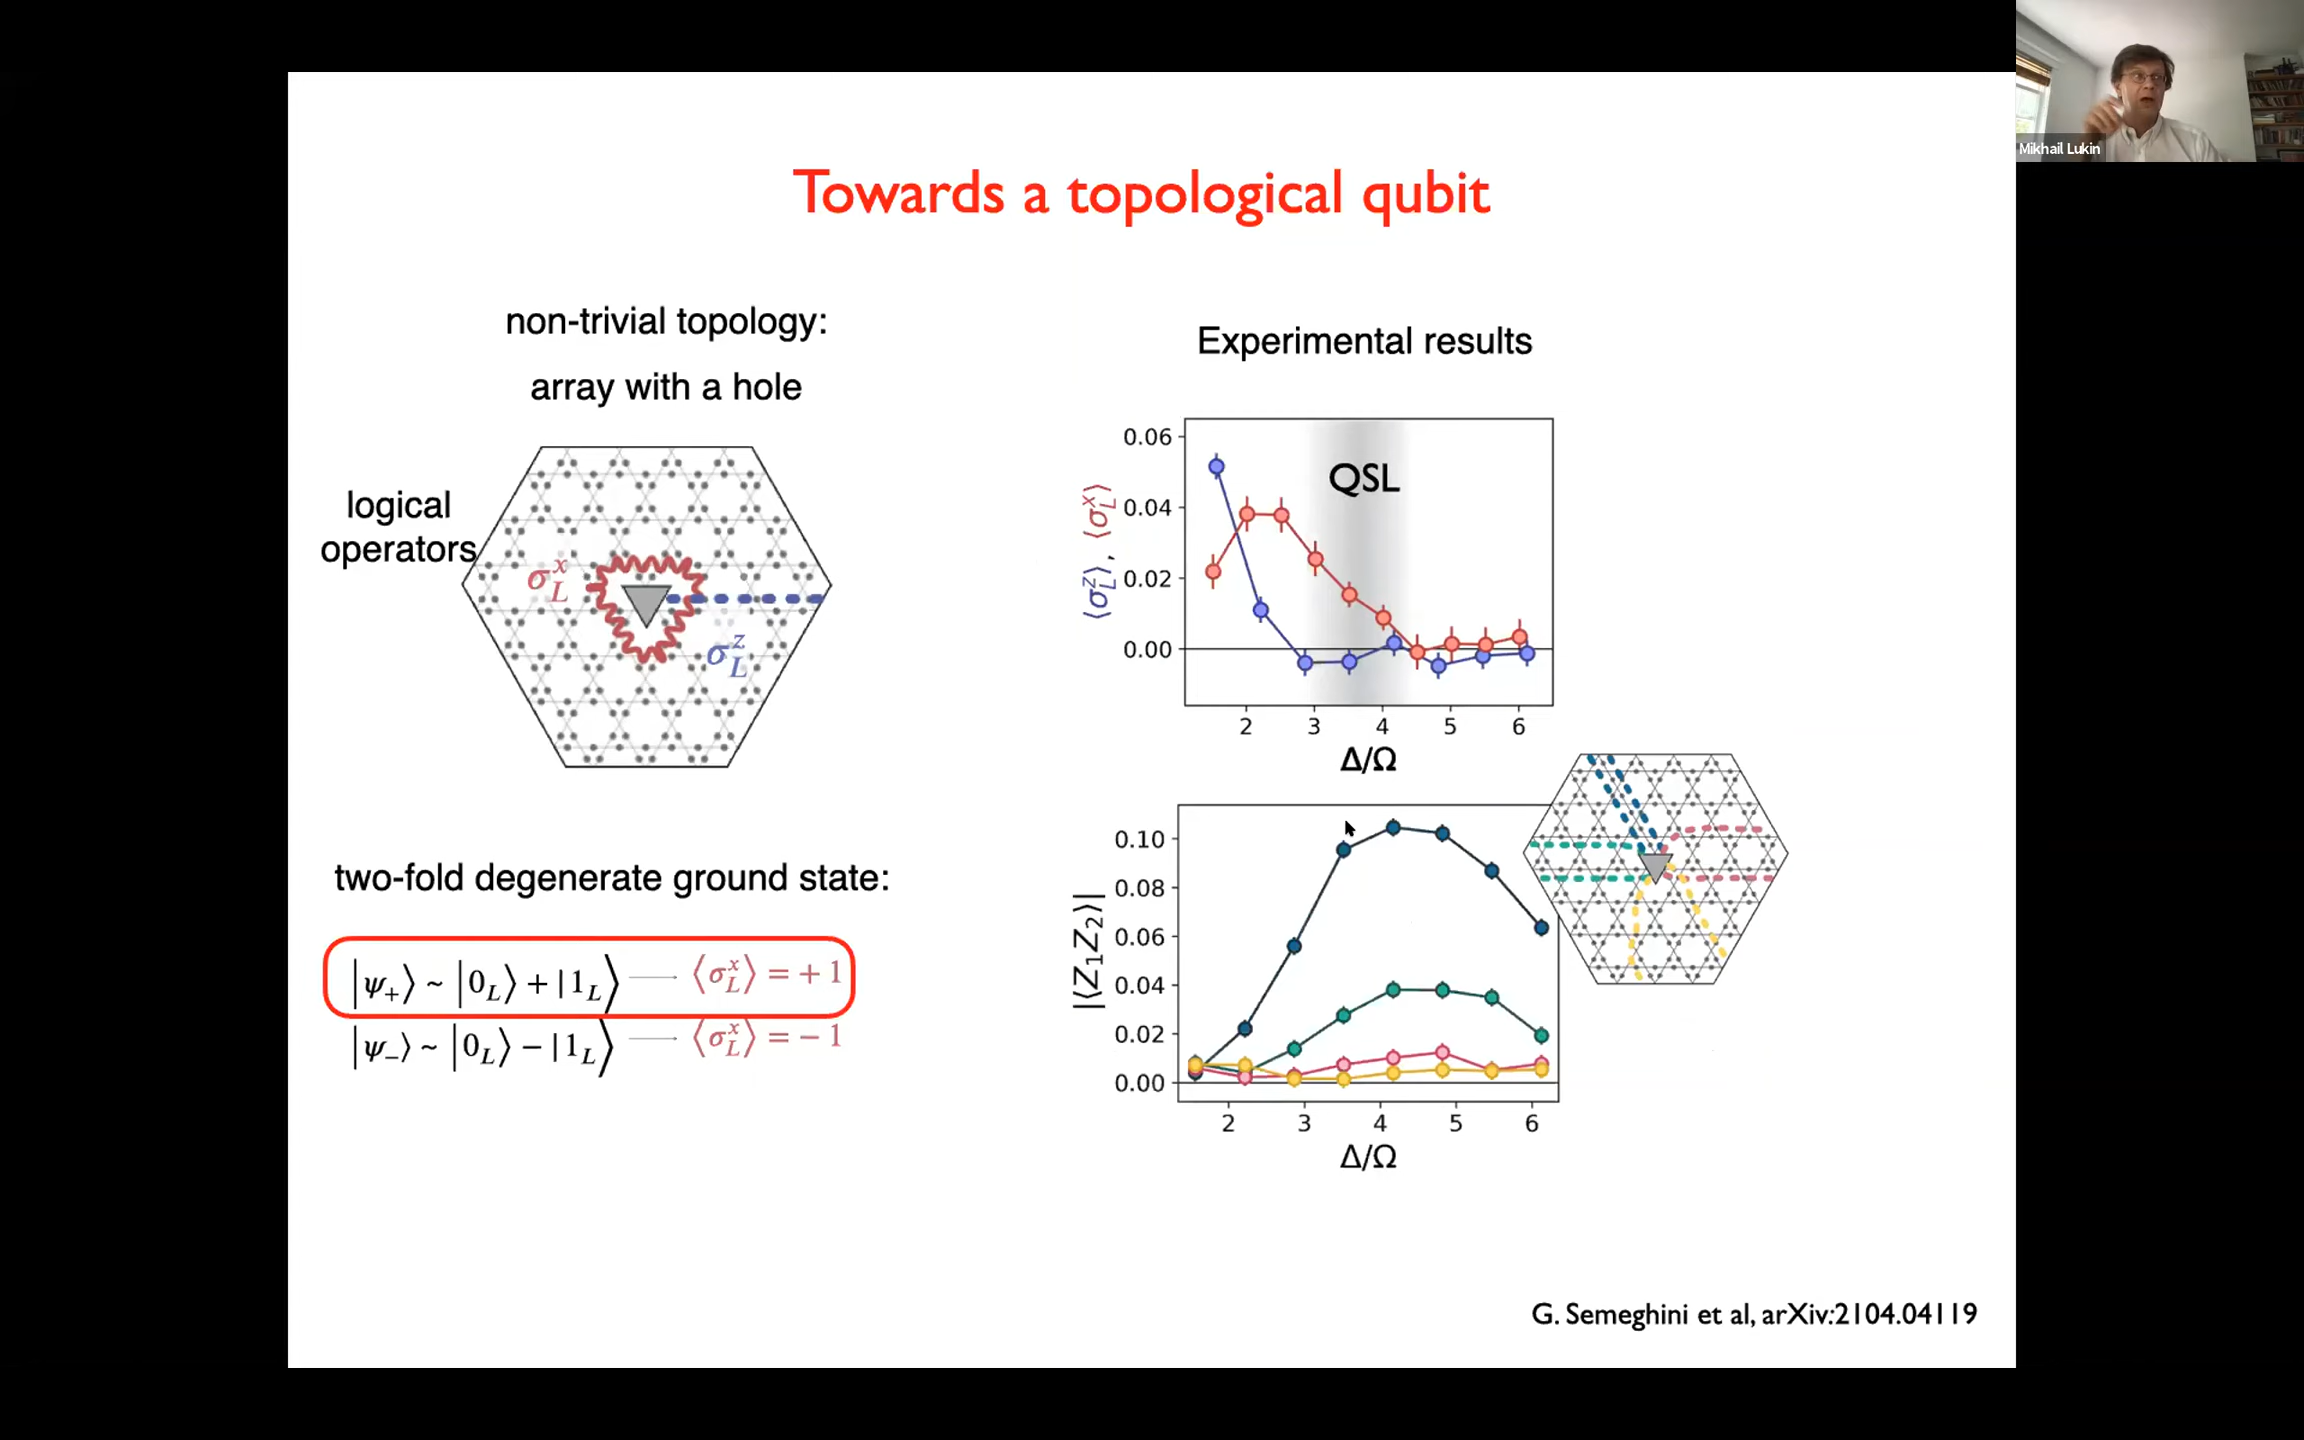 Mikhail Lukin
Towards a topological qubit
non-trivial topology:
array with a hole
logical
operators
σ_L^x
σ_L^z
two-fold degenerate ground state:
|ψ₊⟩ ~ |0_L⟩ + |1_L⟩ — ⟨σ_L^x⟩ = + 1
|ψ₋⟩ ~ |0_L⟩ − |1_L⟩ — ⟨σ_L^x⟩ = − 1
Experimental results
⟨σ_L^z⟩, ⟨σ_L^x⟩
0.06
0.04
0.02
0.00
QSL
2 3 4 5 6
Δ/Ω
|⟨Z₁Z₂⟩|
0.10
0.08
0.06
0.04
0.02
0.00
2 3 4 5 6
Δ/Ω
G. Semeghini et al, arXiv:2104.04119